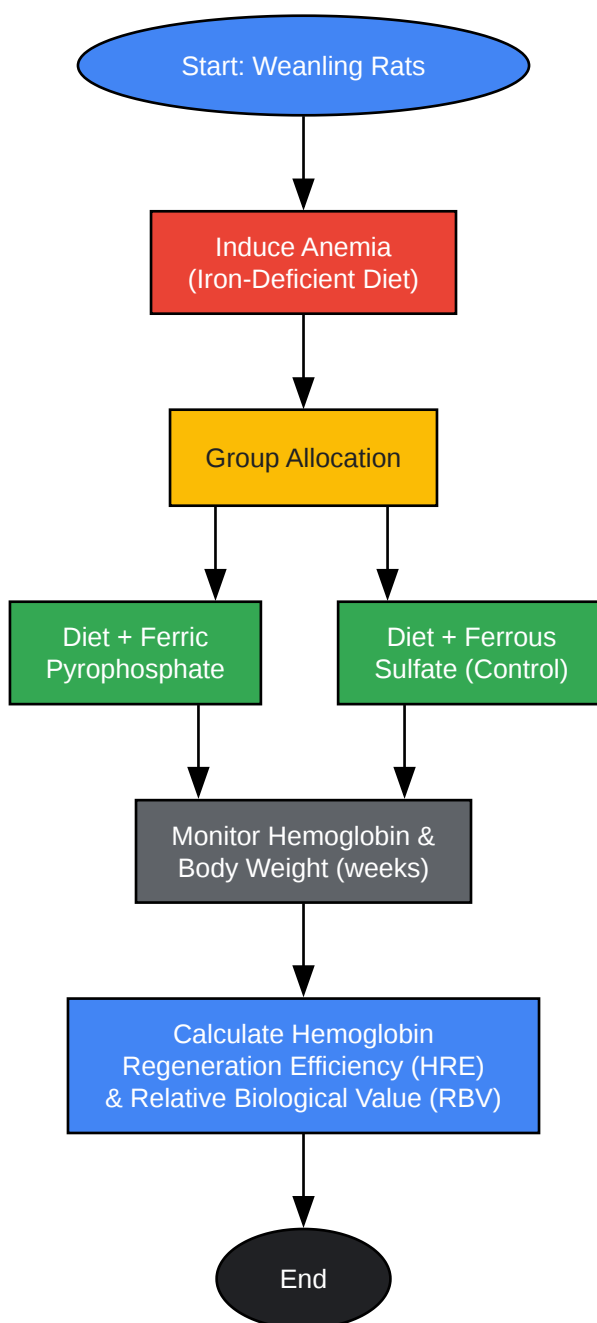 Start: Weanling Rats
Induce Anemia
(Iron-Deficient Diet)
Group Allocation
Diet + Ferric
Pyrophosphate
Diet + Ferrous
Sulfate (Control)
Monitor Hemoglobin &
Body Weight (weeks)
Calculate Hemoglobin
Regeneration Efficiency (HRE)
& Relative Biological Value (RBV)
End